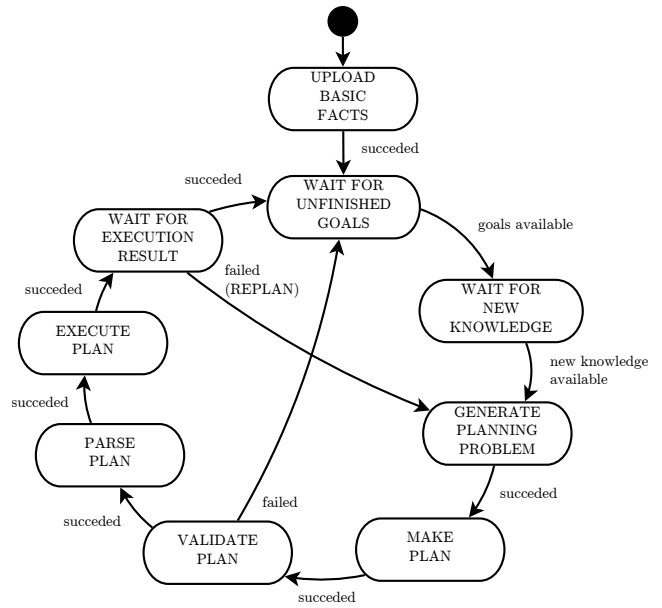 UPLOAD
BASIC
FACTS
succeded
WAIT FOR
UNFINISHED
GOALS
succeded
goals available
WAIT FOR
EXECUTION
RESULT
failed
(REPLAN)
WAIT FOR
NEW
KNOWLEDGE
succeded
EXECUTE
PLAN
new knowledge
available
succeded
GENERATE
PLANNING
PROBLEM
PARSE
PLAN
succeded
failed
succeded
VALIDATE
PLAN
MAKE
PLAN
succeded